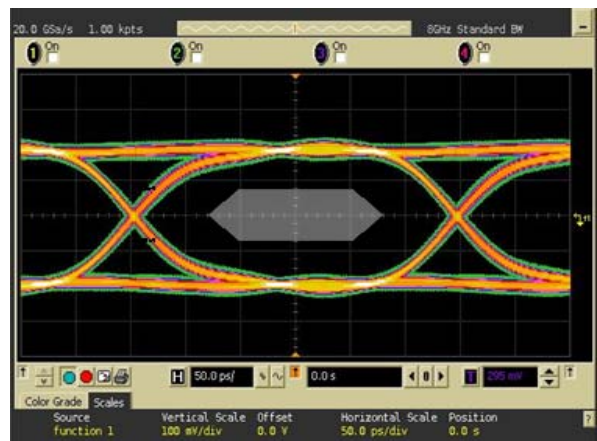 20.0 GSa/s 1.00 kpts 8GHz Standard BW
1 On 2 On 3 On 4 On
H 50.0 ps/ 0.0 s 0 T 295 mV
Color Grade Scales
Source Vertical Scale Offset Horizontal Scale Position
function 1 100 mV/div 0.0 V 50.0 ps/div 0.0 s
?